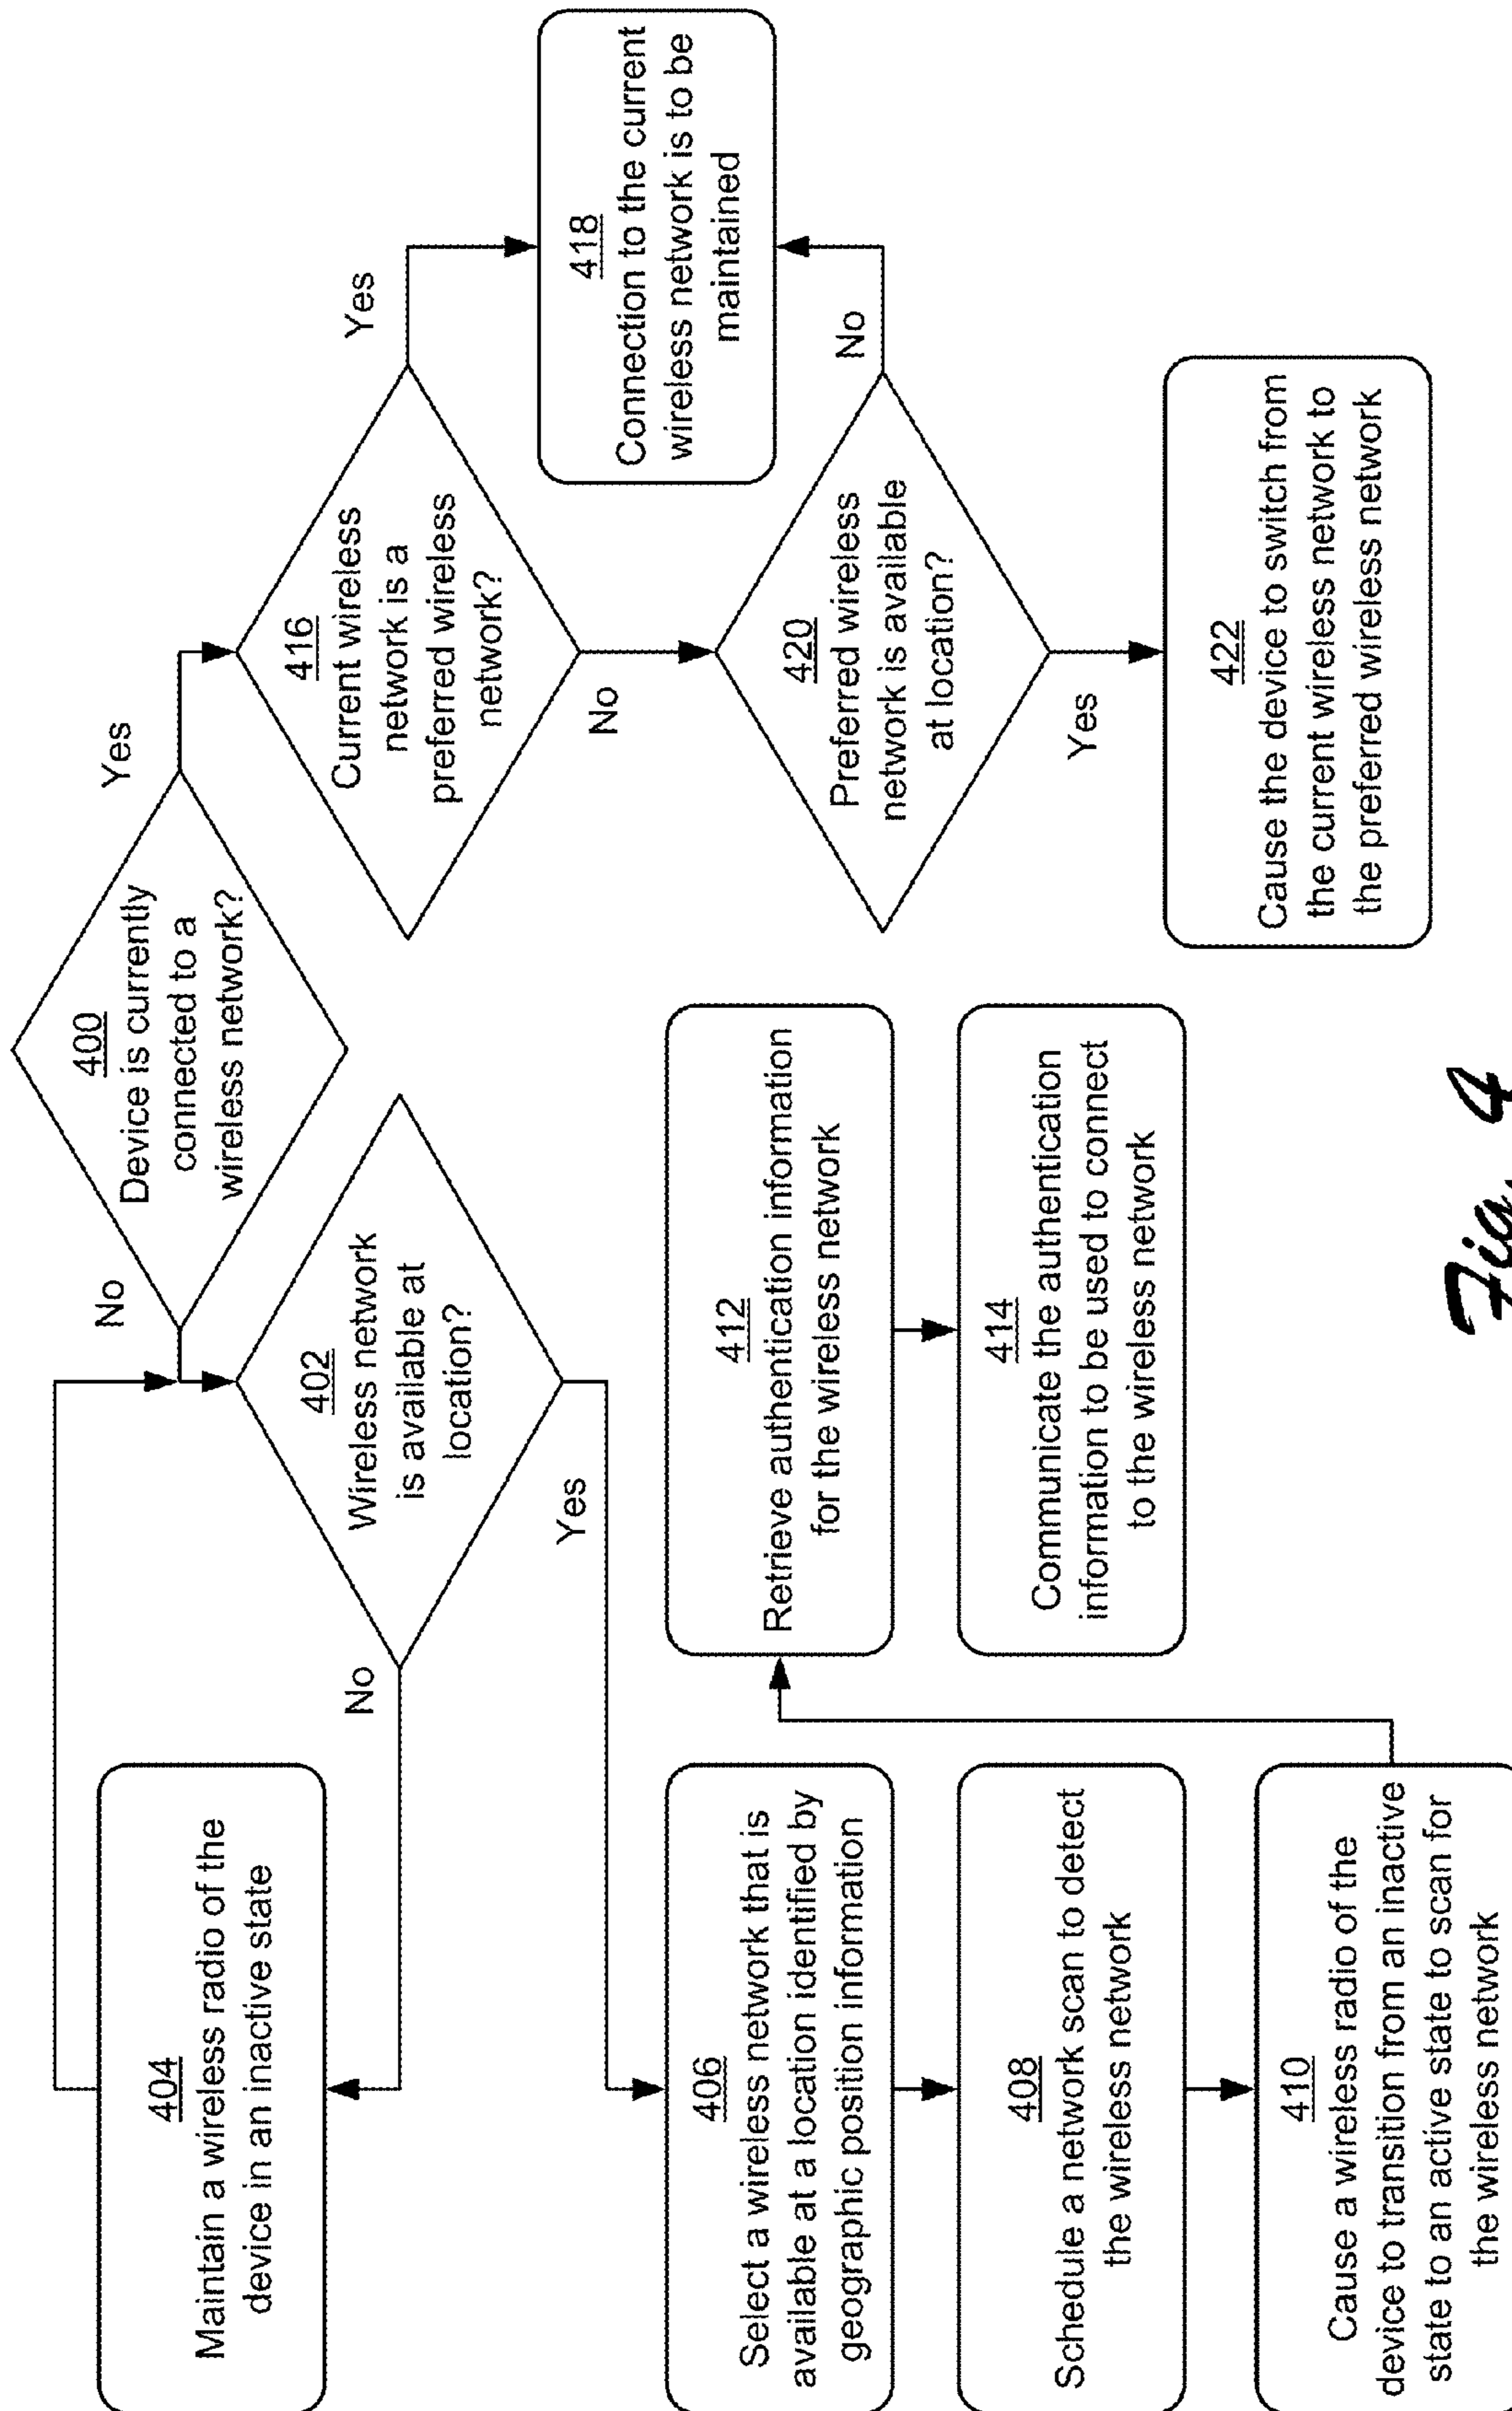 400
Device is currently
connected to a
wireless network?
No
Yes
402
Wireless network
is available at
location?
No
Yes
404
Maintain a wireless radio of the
device in an inactive state
406
Select a wireless network that is
available at a location identified by
geographic position information
408
Schedule a network scan to detect
the wireless network
410
Cause a wireless radio of the
device to transition from an inactive
state to an active state to scan for
the wireless network
412
Retrieve authentication information
for the wireless network
414
Communicate the authentication
information to be used to connect
to the wireless network
416
Current wireless
network is a
preferred wireless
network?
Yes
No
418
Connection to the current
wireless network is to be
maintained
420
Preferred wireless
network is available
at location?
No
Yes
422
Cause the device to switch from
the current wireless network to
the preferred wireless network
Fig. 4